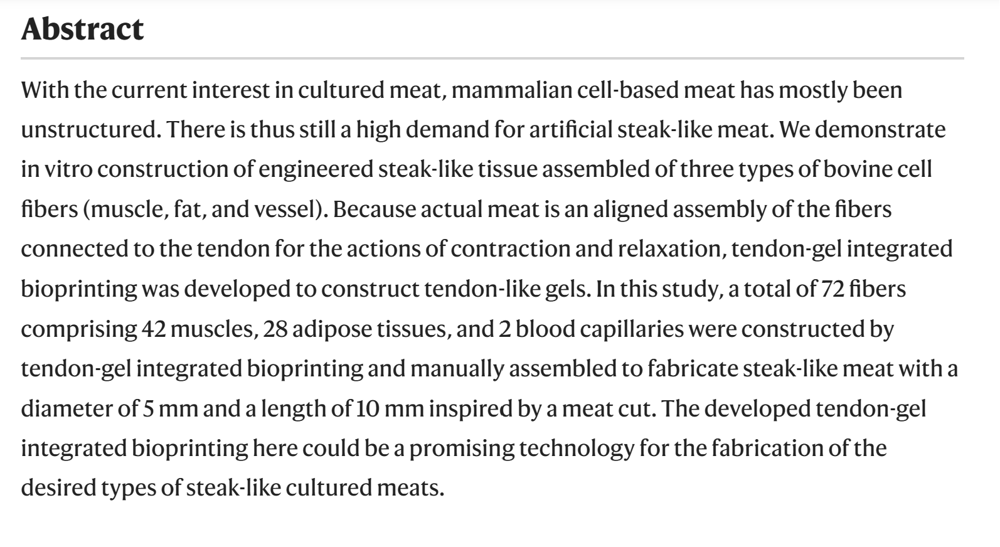 Abstract
With the current interest in cultured meat, mammalian cell-based meat has mostly been
unstructured. There is thus still a high demand for artificial steak-like meat. We demonstrate
in vitro construction of engineered steak-like tissue assembled of three types of bovine cell
fibers (muscle, fat, and vessel). Because actual meat is an aligned assembly of the fibers
connected to the tendon for the actions of contraction and relaxation, tendon-gel integrated
bioprinting was developed to construct tendon-like gels. In this study, a total of 72 fibers
comprising 42 muscles, 28 adipose tissues, and 2 blood capillaries were constructed by
tendon-gel integrated bioprinting and manually assembled to fabricate steak-like meat with a
diameter of 5 mm and a length of 10 mm inspired by a meat cut. The developed tendon-gel
integrated bioprinting here could be a promising technology for the fabrication of the
desired types of steak-like cultured meats.